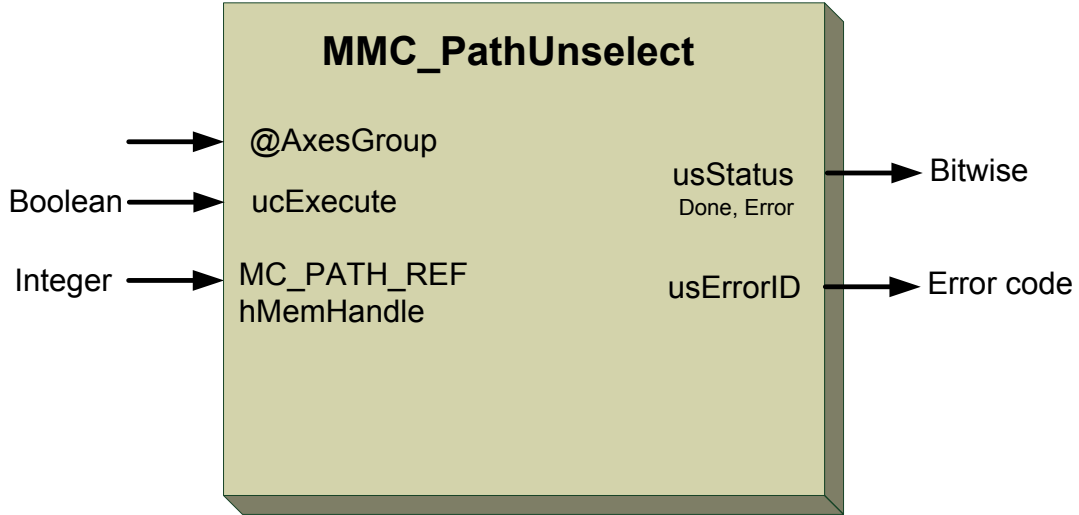 MMC_PathUnselect
@AxesGroup
Boolean
ucExecute
usStatus
Done, Error
Bitwise
Integer
MC_PATH_REF
hMemHandle
usErrorID
Error code